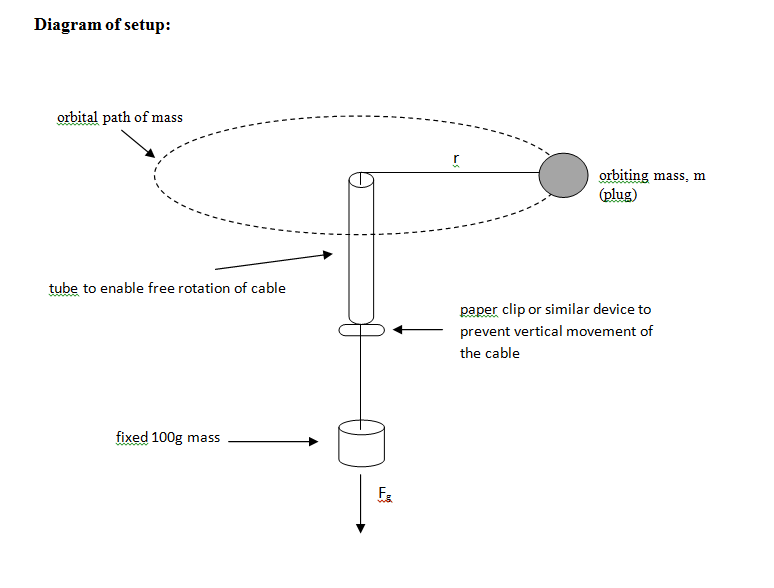 Diagram of setup:
orbital path of mass
r
orbiting mass, m
(plug)
tube to enable free rotation of cable
paper clip or similar device to
prevent vertical movement of
the cable
fixed 100g mass
Fg